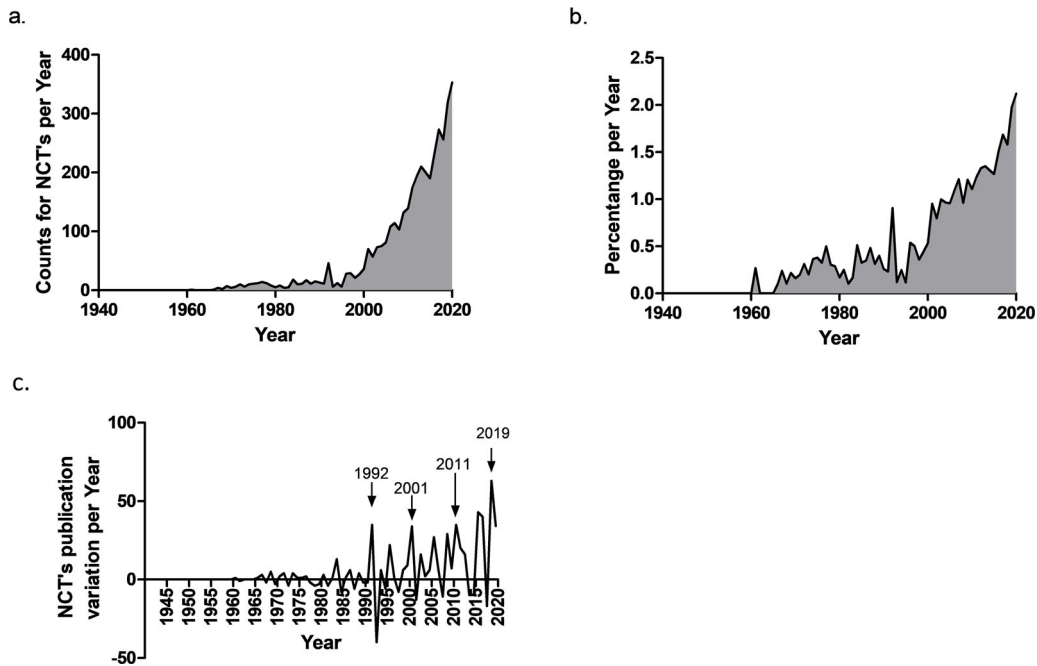 a.
Counts for NCT's per Year
400
300
200
100
0
1940 1960 1980 2000 2020
Year
b.
Percentange per Year
2.5
2.0
1.5
1.0
0.5
0.0
1940 1960 1980 2000 2020
Year
c.
NCT's publication
variation per Year
100
50
0
-50
1992
2001
2011
2019
1945 1950 1955 1960 1965 1970 1975 1980 1985 1990 1995 2000 2005 2010 2015 2020
Year